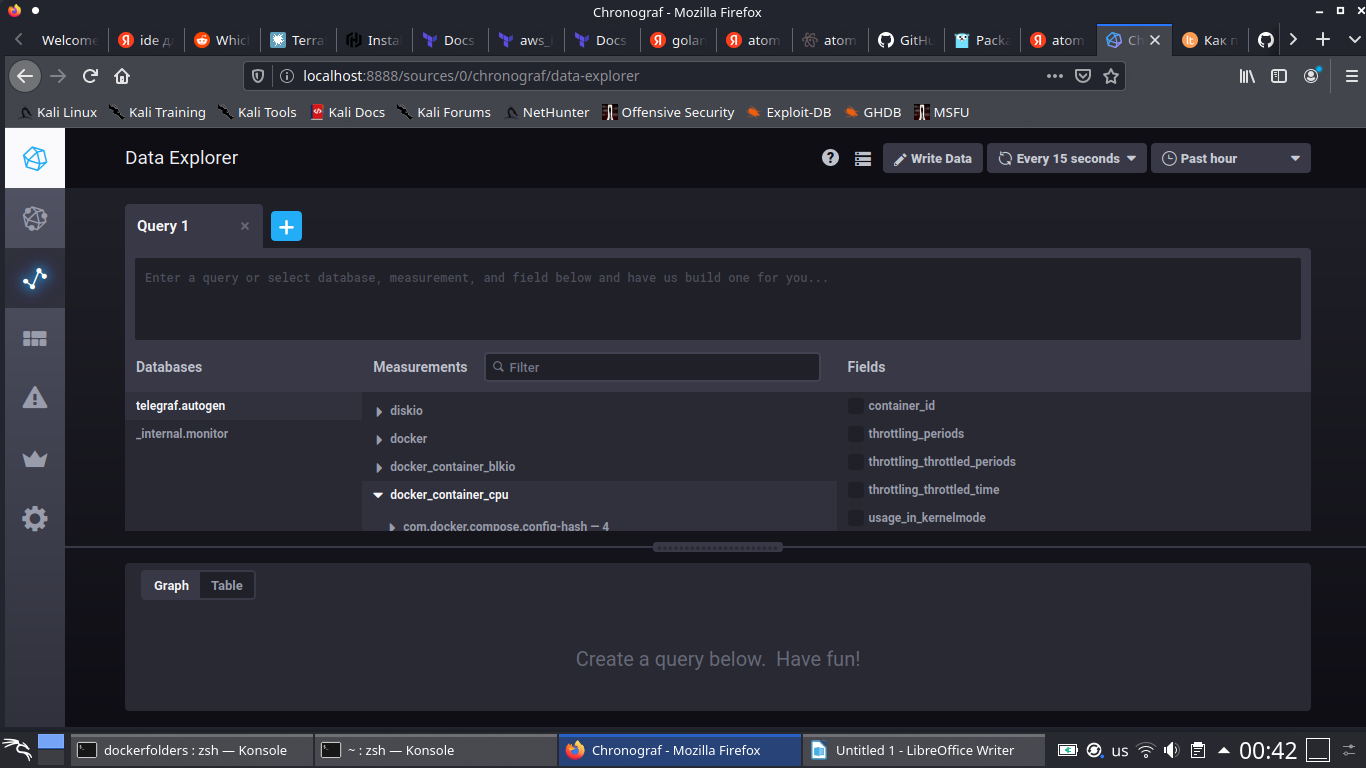 Chronograf - Mozilla Firefox
Welcome ide д Whic Terra Instal Docs aws_ Docs golan atom atom GitHu Packa atom Ch Как п
localhost:8888/sources/0/chronograf/data-explorer
Kali Linux Kali Training Kali Tools Kali Docs Kali Forums NetHunter Offensive Security Exploit-DB GHDB MSFU
Data Explorer Write Data Every 15 seconds Past hour
Query 1
Enter a query or select database, measurement, and field below and have us build one for you...
Databases Measurements Filter Fields
telegraf.autogen diskio container_id
_internal.monitor docker throttling_periods
docker_container_blkio throttling_throttled_periods
docker_container_cpu throttling_throttled_time
com.docker.compose.config-hash — 4 usage_in_kernelmode
Graph Table
Create a query below. Have fun!
dockerfolders : zsh — Konsole ~ : zsh — Konsole Chronograf - Mozilla Firefox Untitled 1 - LibreOffice Writer us 00:42